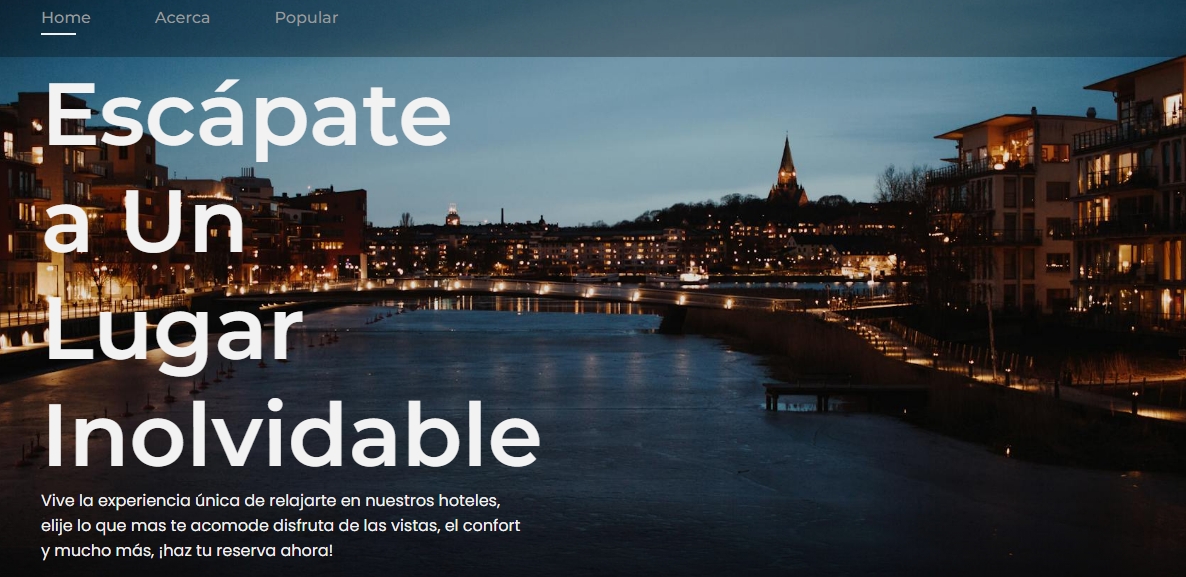 Home Acerca Popular
Escápate
a Un
Lugar
Inolvidable
Vive la experiencia única de relajarte en nuestros hoteles,
elije lo que mas te acomode disfruta de las vistas, el confort
y mucho más, ¡haz tu reserva ahora!